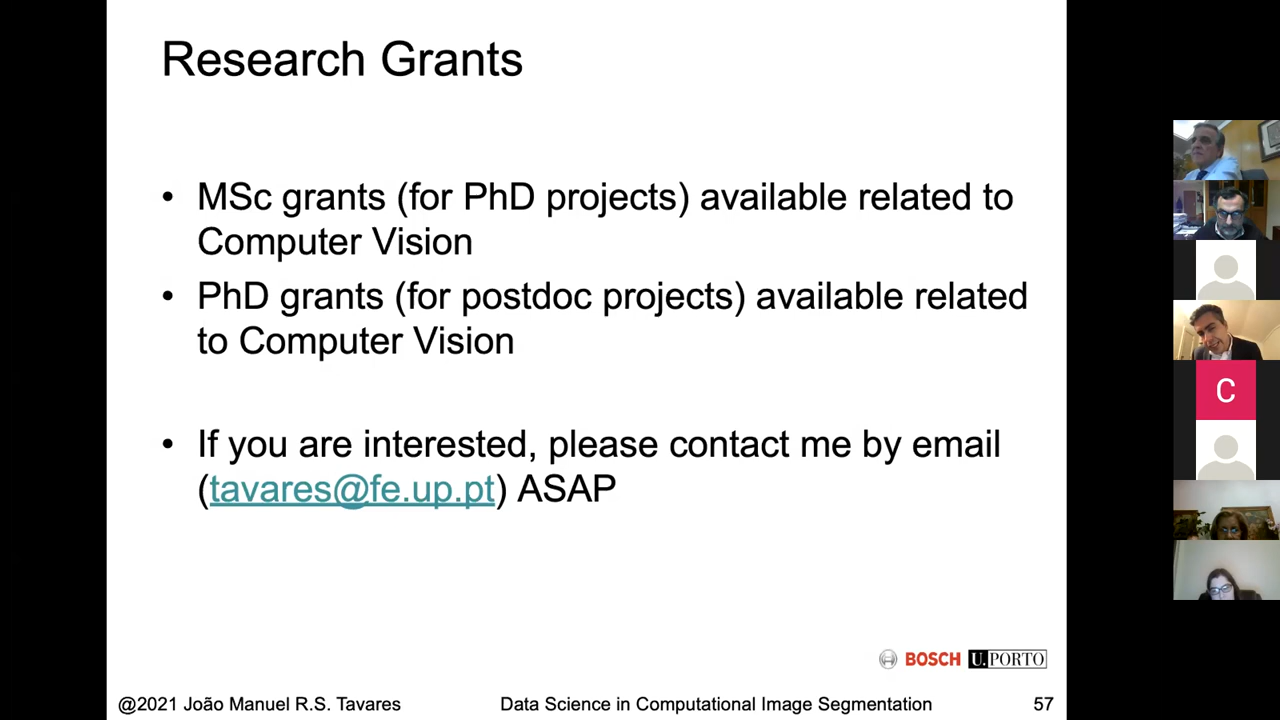 Research Grants
• MSc grants (for PhD projects) available related to
Computer Vision
• PhD grants (for postdoc projects) available related
to Computer Vision
• If you are interested, please contact me by email
(tavares@fe.up.pt) ASAP
C
BOSCH U.PORTO
@2021 João Manuel R.S. Tavares Data Science in Computational Image Segmentation 57